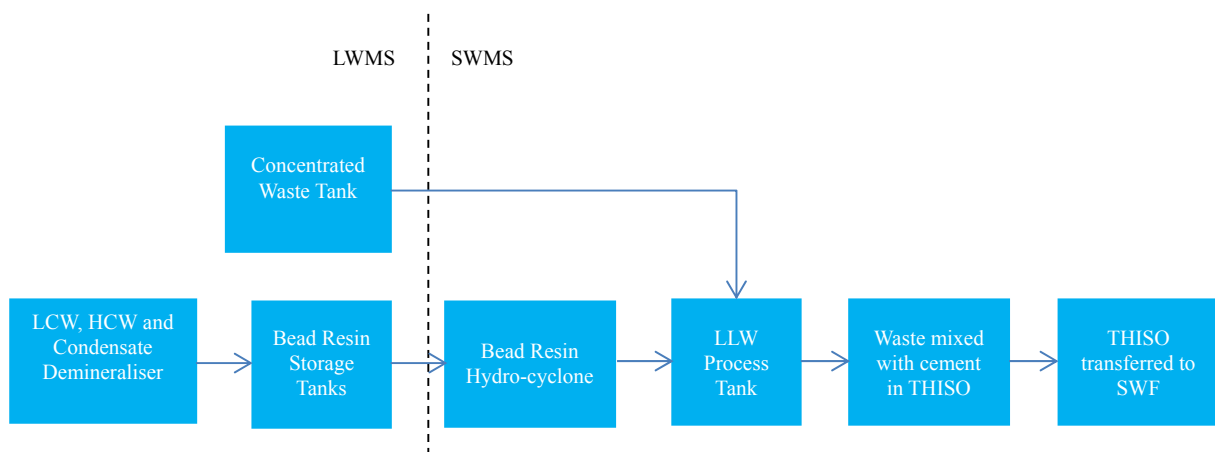 LWMS
SWMS
Concentrated
Waste Tank
LCW, HCW and
Condensate
Demineraliser
Bead Resin
Storage
Tanks
Bead Resin
Hydro-cyclone
LLW
Process
Tank
Waste mixed
with cement
in THISO
THISO
transferred to
SWF